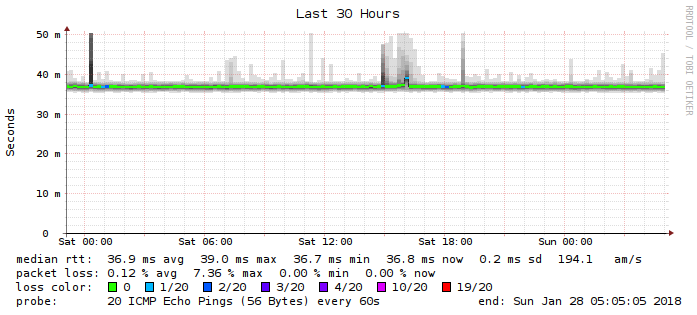 Last 30 Hours
RRDTOOL / TOBI OETIKER
Seconds
50 m
40 m
30 m
20 m
10 m
0
Sat 00:00 Sat 06:00 Sat 12:00 Sat 18:00 Sun 00:00
median rtt: 36.9 ms avg 39.0 ms max 36.7 ms min 36.8 ms now 0.2 ms sd 194.1 am/s
packet loss: 0.12 % avg 7.36 % max 0.00 % min 0.00 % now
loss color: 0 1/20 2/20 3/20 4/20 10/20 19/20
probe: 20 ICMP Echo Pings (56 Bytes) every 60s end: Sun Jan 28 05:05:05 2018